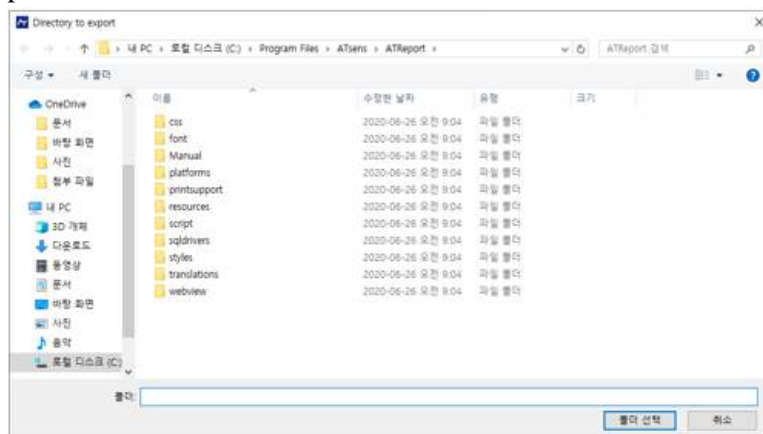 Directory to export
내 PC › 로컬 디스크 (C:) › Program Files › ATsens › ATReport ›
ATReport 검색
구성 새 폴더
이름 수정한 날짜 유형 크기
OneDrive
문서
바탕 화면
사진
첨부 파일
내 PC
3D 개체
다운로드
동영상
문서
바탕 화면
사진
음악
로컬 디스크 (C:)
css 2020-06-26 오전 9:04 파일 폴더
font 2020-06-26 오전 9:04 파일 폴더
Manual 2020-06-26 오전 9:04 파일 폴더
platforms 2020-06-26 오전 9:04 파일 폴더
printsupport 2020-06-26 오전 9:04 파일 폴더
resources 2020-06-26 오전 9:04 파일 폴더
script 2020-06-26 오전 9:04 파일 폴더
sqldrivers 2020-06-26 오전 9:04 파일 폴더
styles 2020-06-26 오전 9:04 파일 폴더
translations 2020-06-26 오전 9:04 파일 폴더
webview 2020-06-26 오전 9:04 파일 폴더
폴더:
폴더 선택 취소